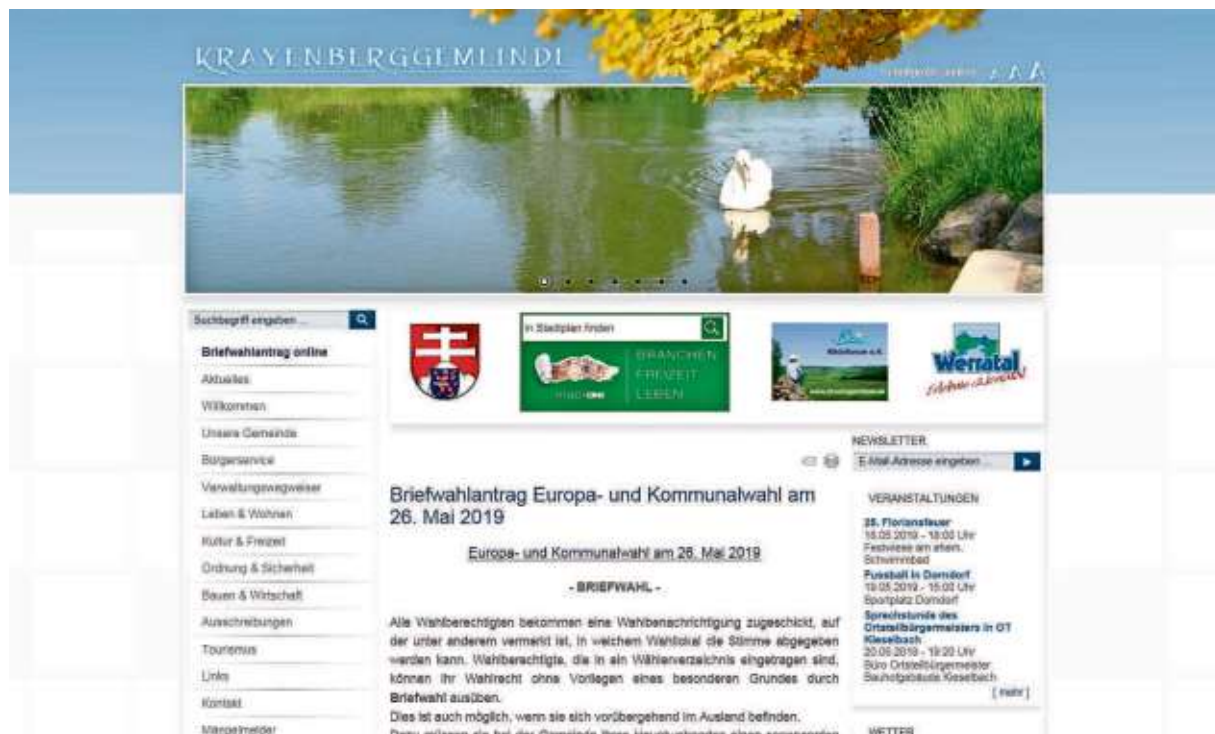 KRAYENBERGGEMEINDE
A A A
Suchbegriff eingeben ...
Briefwahlantrag online
Aktuelles
Willkommen
Unsere Gemeinde
Bürgerservice
Verwaltungswegweiser
Leben & Wohnen
Kultur & Freizeit
Ordnung & Sicherheit
Bauen & Wirtschaft
Ausschreibungen
Tourismus
Links
Kontakt
Mängelmelder
In Stadtplan finden
BRANCHEN
FREIZEIT
LEBEN
Werratal
Briefwahlantrag Europa- und Kommunalwahl am
26. Mai 2019
Europa- und Kommunalwahl am 26. Mai 2019
- BRIEFWAHL -
Alle Wahlberechtigten bekommen eine Wahlbenachrichtigung zugeschickt, auf
der unter anderem vermerkt ist, in welchem Wahllokal die Stimme abgegeben
werden kann. Wahlberechtigte, die in ein Wählerverzeichnis eingetragen sind,
können ihr Wahlrecht ohne Vorliegen eines besonderen Grundes durch
Briefwahl ausüben.
Dies ist auch möglich, wenn sie sich vorübergehend im Ausland befinden.
NEWSLETTER
E-Mail-Adresse eingeben ...
VERANSTALTUNGEN
25. Floriansfeuer
18.05.2019 - 18:00 Uhr
Festwiese am ehem.
Schwimmbad
Fussball in Dorndorf
19.05.2019 - 15:00 Uhr
Sportplatz Dorndorf
Sprechstunde des
Ortsteilbürgermeisters in OT
Kieselbach
20.05.2019 - 19:20 Uhr
Büro Ortsteilbürgermeister
Bauhofgebäude Kieselbach
[ mehr ]
WETTER